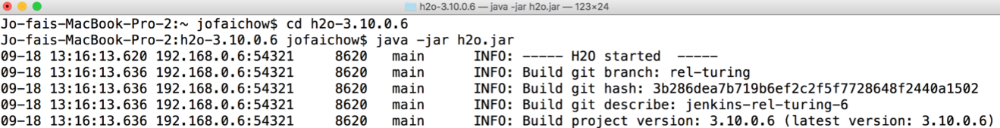 h2o-3.10.0.6 — java -jar h2o.jar — 123×24
Jo-fais-MacBook-Pro-2:~ jofaichow$ cd h2o-3.10.0.6
Jo-fais-MacBook-Pro-2:h2o-3.10.0.6 jofaichow$ java -jar h2o.jar
09-18 13:16:13.620 192.168.0.6:54321     8620   main      INFO: ----- H2O started  -----
09-18 13:16:13.636 192.168.0.6:54321     8620   main      INFO: Build git branch: rel-turing
09-18 13:16:13.636 192.168.0.6:54321     8620   main      INFO: Build git hash: 3b286dea7b719b6ef2c2f5f7728648f2440a1502
09-18 13:16:13.636 192.168.0.6:54321     8620   main      INFO: Build git describe: jenkins-rel-turing-6
09-18 13:16:13.636 192.168.0.6:54321     8620   main      INFO: Build project version: 3.10.0.6 (latest version: 3.10.0.6)